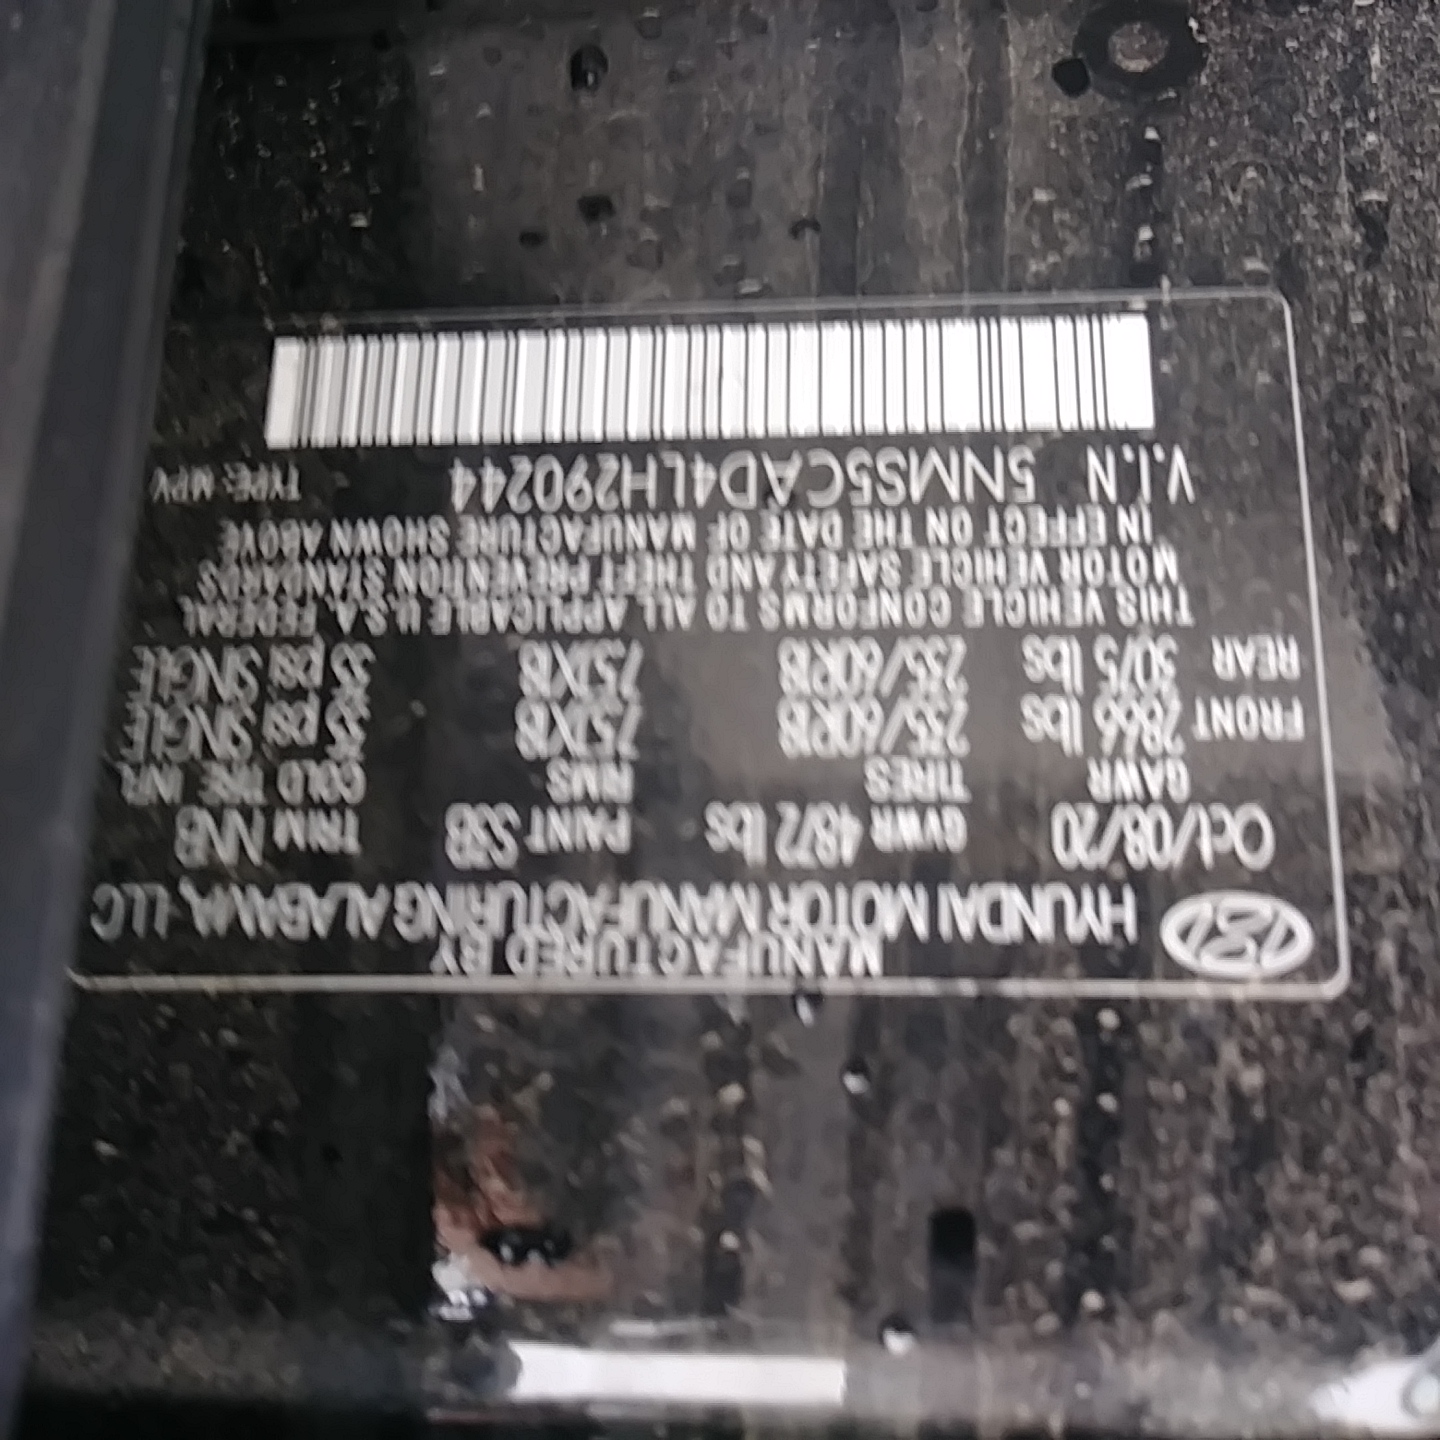 MANUFACTURED BY
HYUNDAI MOTOR MANUFACTURING ALABAMA, LLC
Oct/08/20 GVWR 4872 lbs PAINT S3B TRIM NNB
GAWR TIRES RIMS COLD TIRE INFL
FRONT 2866 lbs 235/60R18 7.5JX18 35 psi SINGLE
REAR 3075 lbs 235/60R18 7.5JX18 35 psi SINGLE
THIS VEHICLE CONFORMS TO ALL APPLICABLE U.S.A. FEDERAL
MOTOR VEHICLE SAFETY AND THEFT PREVENTION STANDARDS
IN EFFECT ON THE DATE OF MANUFACTURE SHOWN ABOVE
V.I.N 5NMS5CAD4LH290244 TYPE: MPV